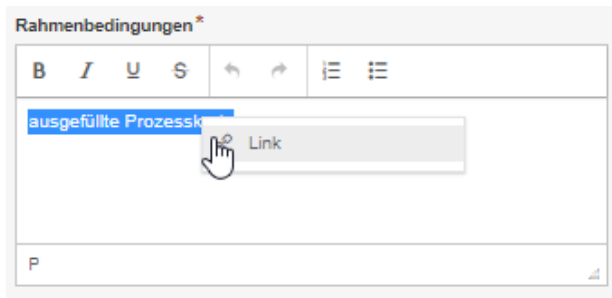 Rahmenbedingungen*
B I U S
ausgefüllte Prozessk
Link
P